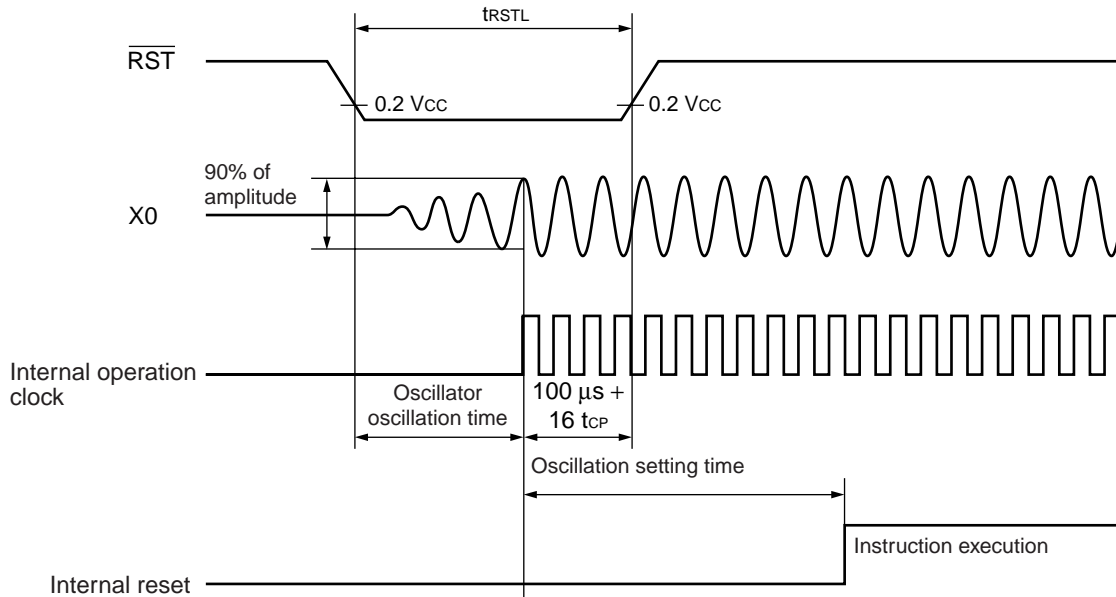 tRSTL
RST
0.2 VCC
0.2 VCC
90% of
amplitude
X0
Internal operation
clock
Oscillator
oscillation time
100 μs +
16 tCP
Oscillation setting time
Instruction execution
Internal reset